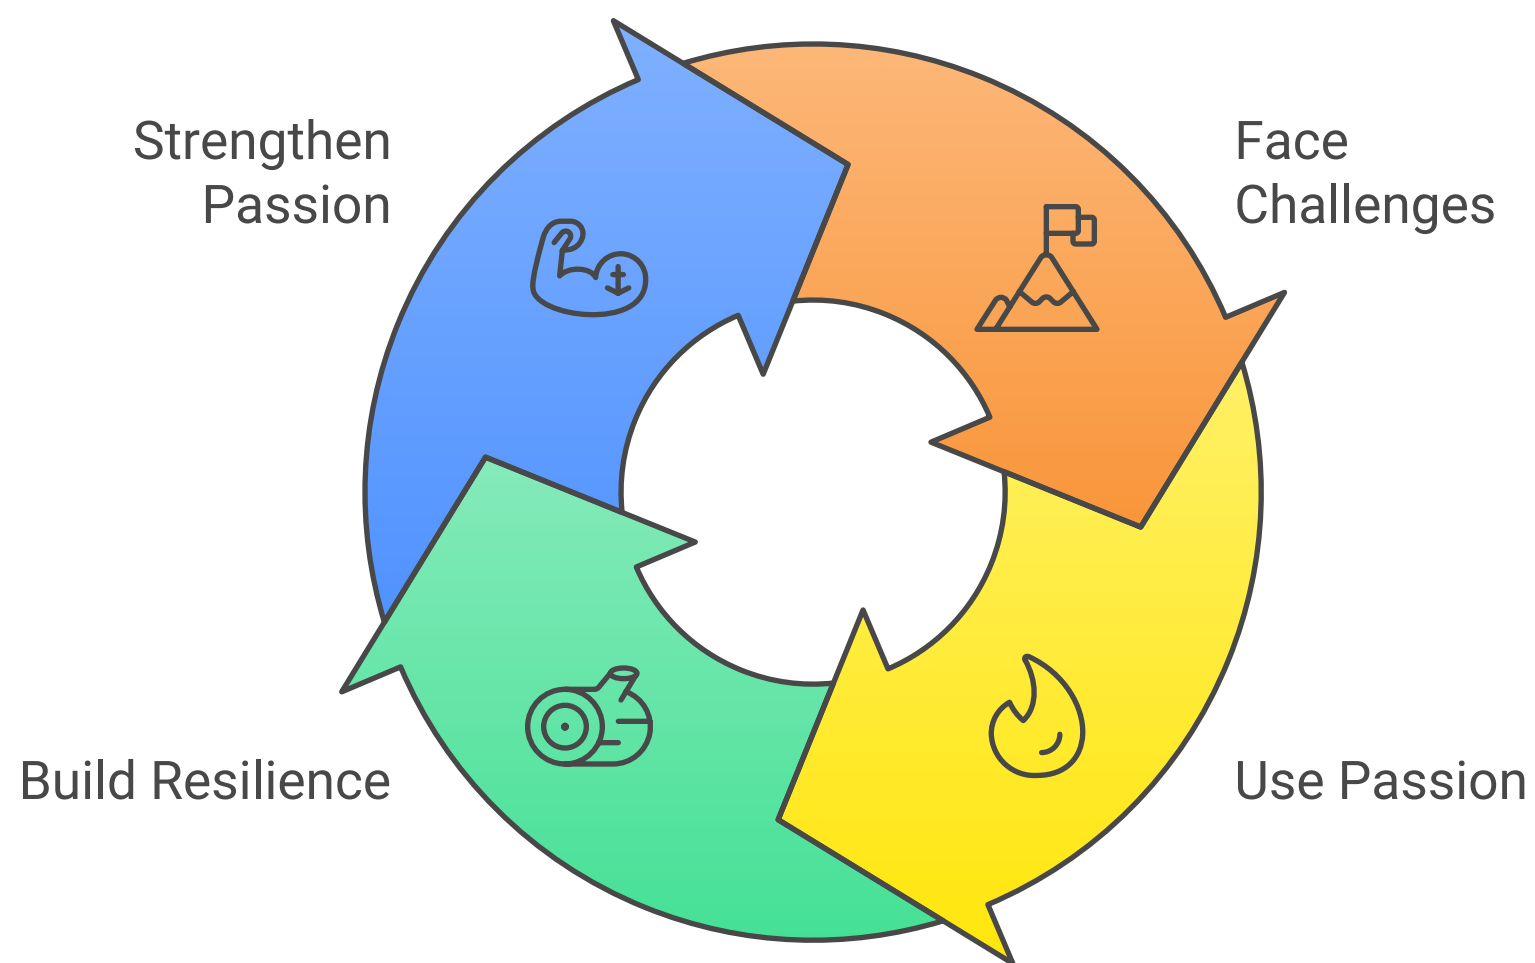 Strengthen
Passion
Face
Challenges
Build Resilience
Use Passion